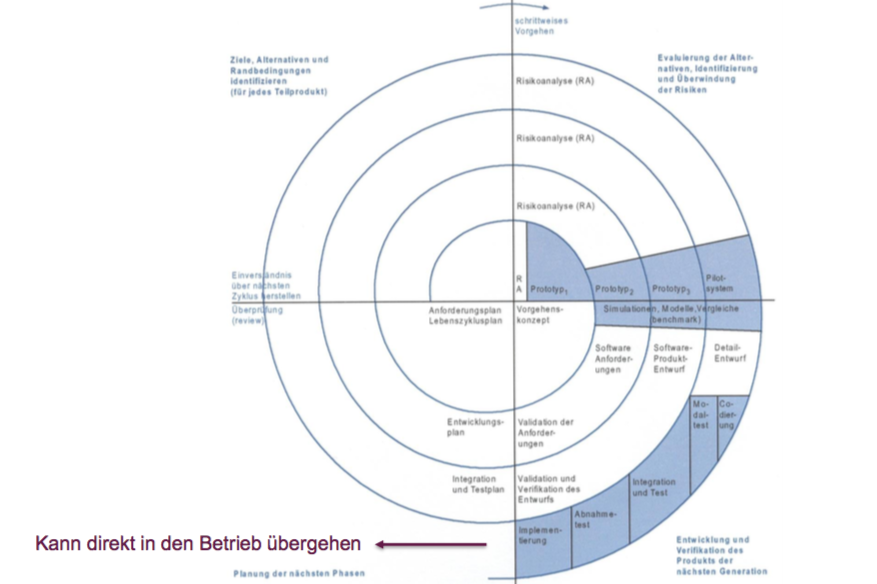 schrittweises
Vorgehen
Ziele, Alternativen und
Randbedingungen
identifizieren
(für jedes Teilprodukt)
Evaluierung der Alter-
nativen, Identifizierung
und Überwindung
der Risiken
Risikoanalyse (RA)
Risikoanalyse (RA)
Risikoanalyse (RA)
R
A
Prototyp1
Prototyp2
Prototyp3
Pilot-
system
Einverständnis
über nächsten
Zyklus herstellen
Überprüfung
(review)
Anforderungsplan
Lebenszyklusplan
Vorgehens-
konzept
Simulationen, Modelle,Vergleiche
(benchmark)
Software
Anforder-
ungen
Software-
Produkt-
Entwurf
Detail-
Entwurf
Mo-
dal-
test
Co-
dier-
ung
Entwicklungs-
plan
Validation der
Anforder-
ungen
Integration
und Testplan
Validation und
Verifikation des
Entwurfs
Integration
und Test
Abnahme-
test
Implemen-
tierung
Kann direkt in den Betrieb übergehen
Entwicklung und
Verifikation des
Produkts der
nächsten Generation
Planung der nächsten Phasen